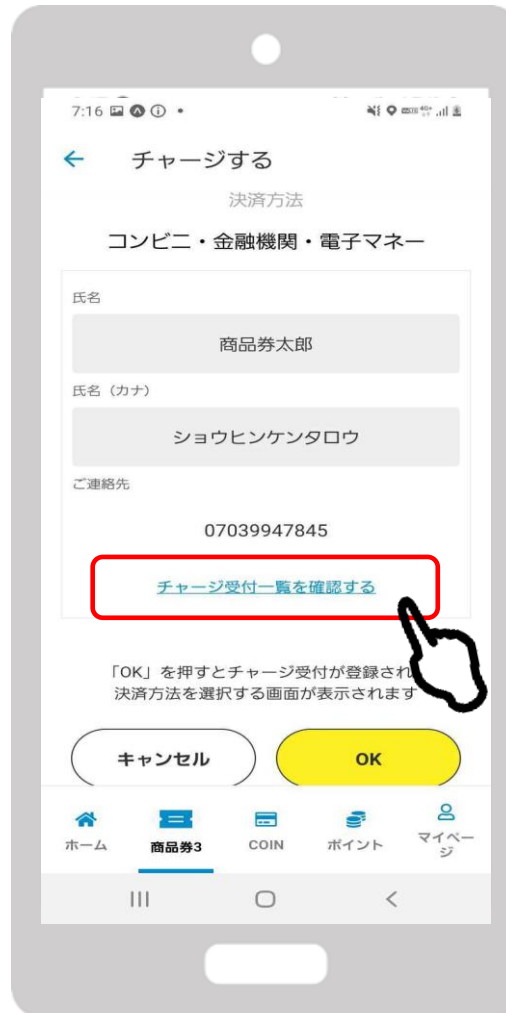 7:16
チャージする
決済方法
コンビニ・金融機関・電子マネー
氏名
商品券太郎
氏名（カナ）
ショウヒンケンタロウ
ご連絡先
07039947845
チャージ受付一覧を確認する
「OK」を押すとチャージ受付が登録され
決済方法を選択する画面が表示されます
キャンセル
OK
ホーム
商品券3
COIN
ポイント
マイペー
ジ